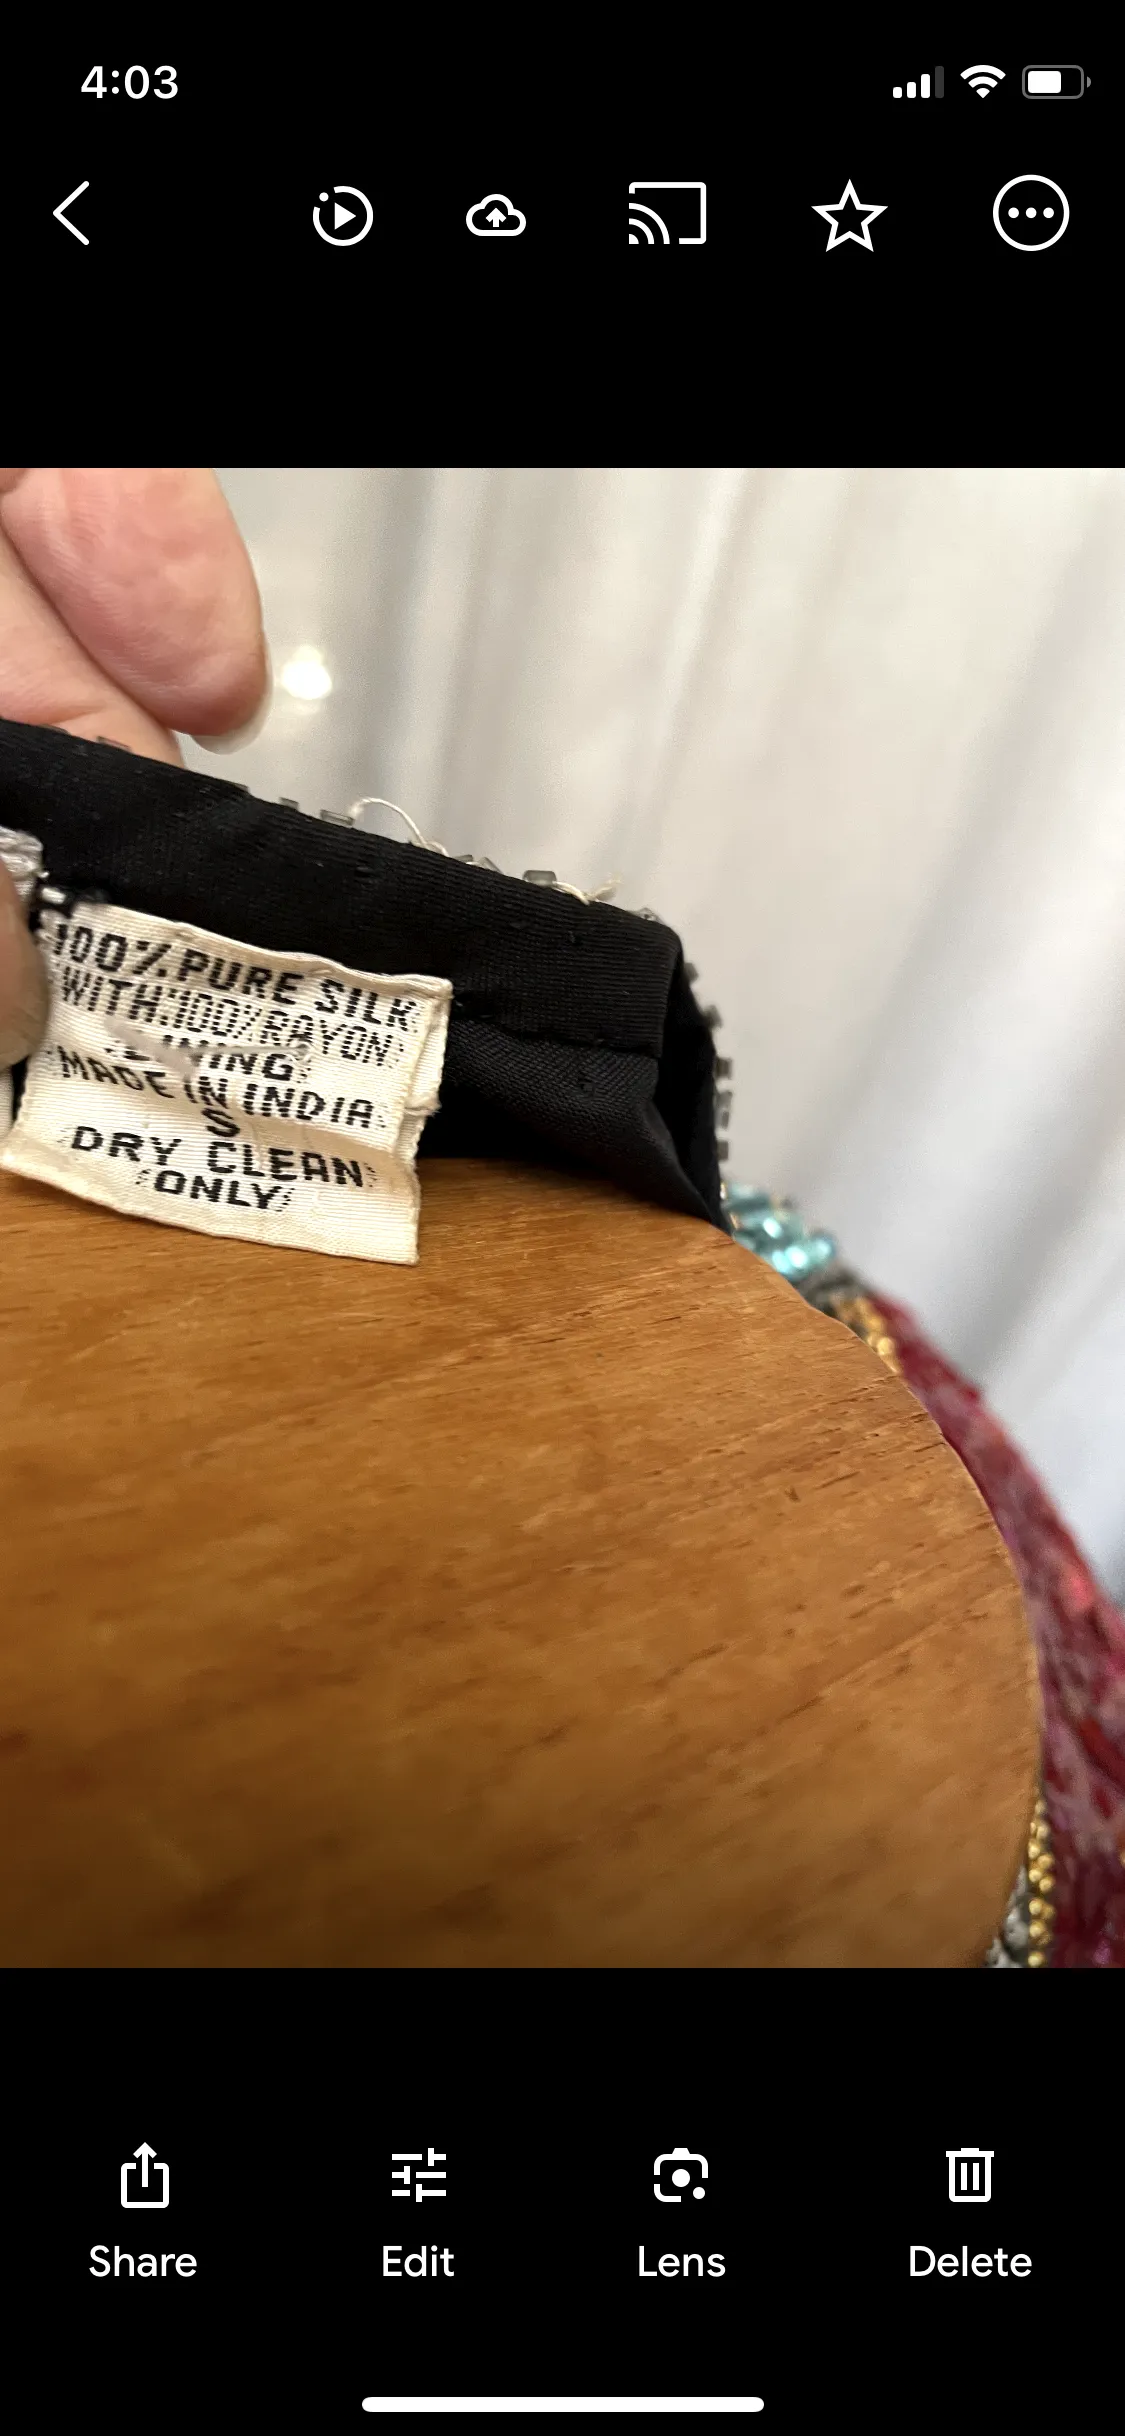 4:03
100% PURE SILK
WITH 100% RAYON
MADE IN INDIA
S
DRY CLEAN
ONLY
Share
Edit
Lens
Delete